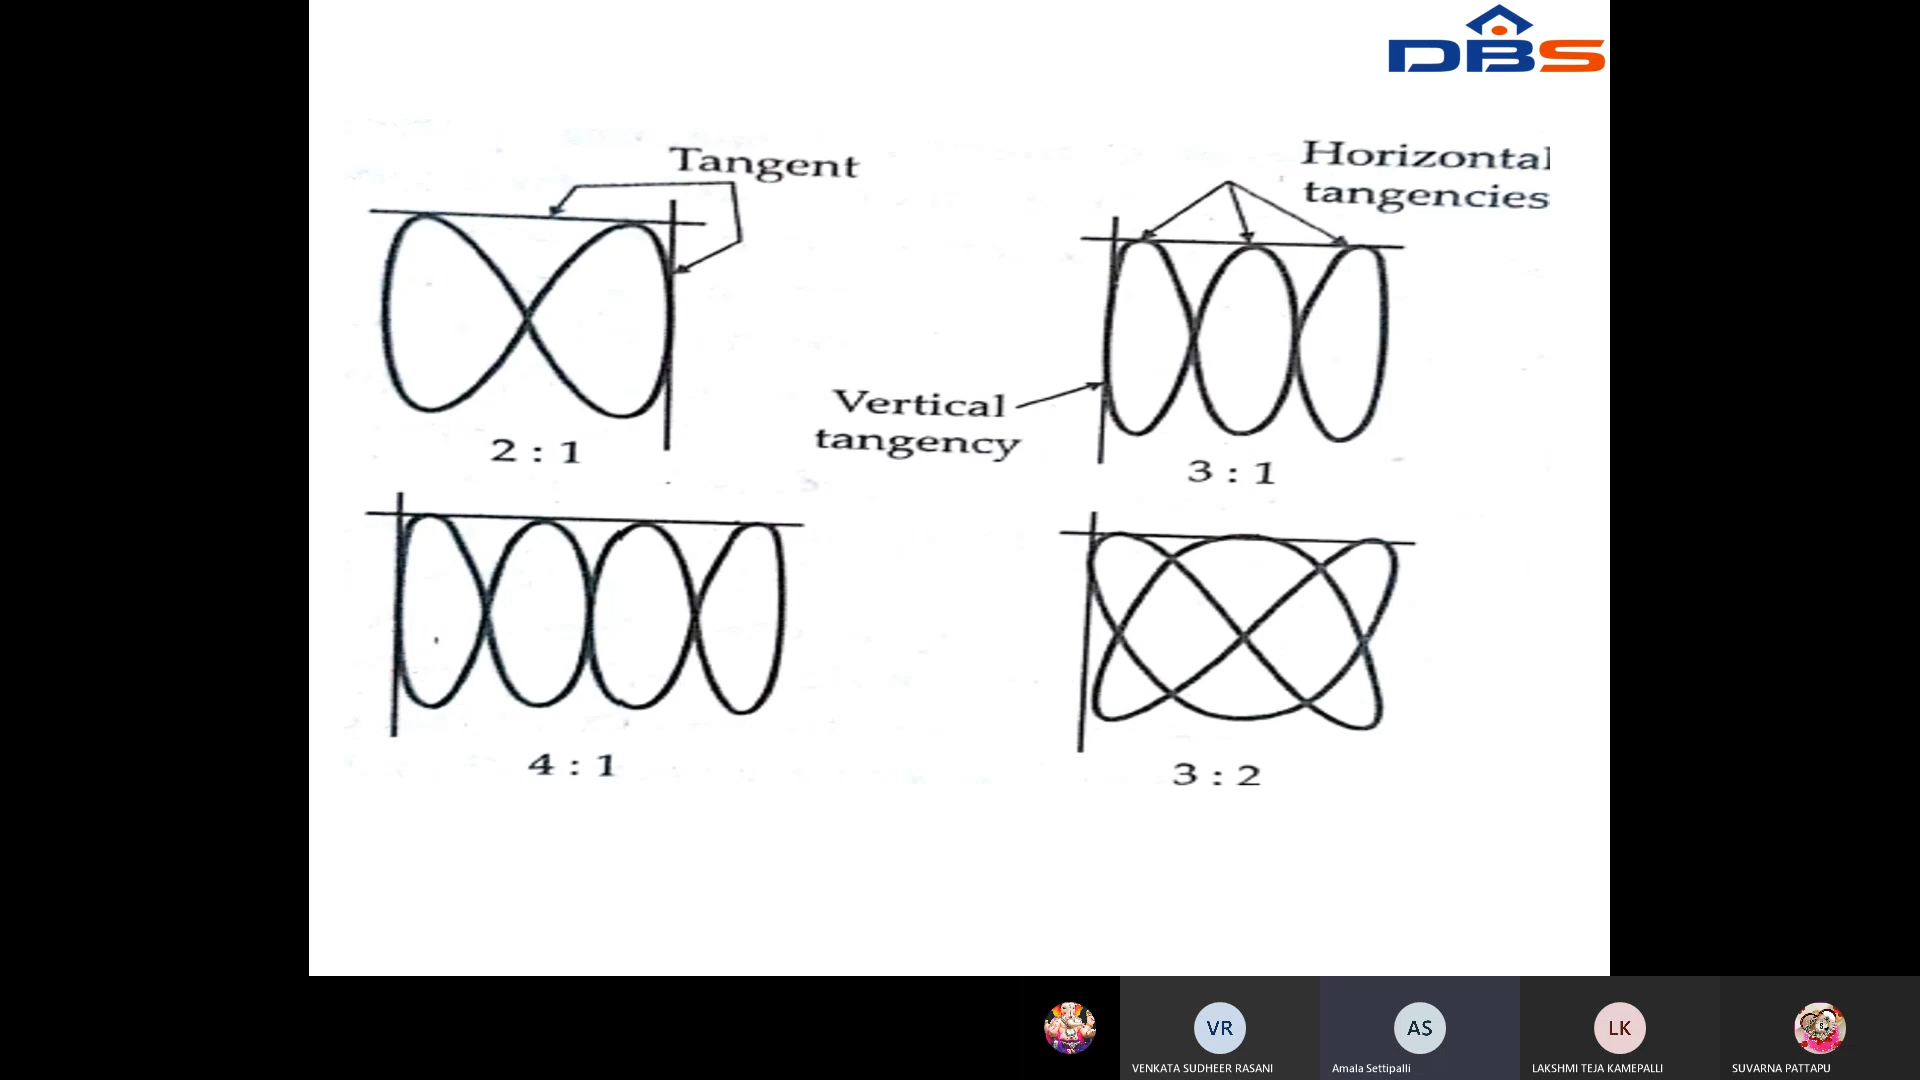 DBS
Tangent
Horizontal
tangencies
Vertical
tangency
2 : 1
3 : 1
4 : 1
3 : 2
VR
AS
LK
VENKATA SUDHEER RASANI
Amala Settipalli
LAKSHMI TEJA KAMEPALLI
SUVARNA PATTAPU